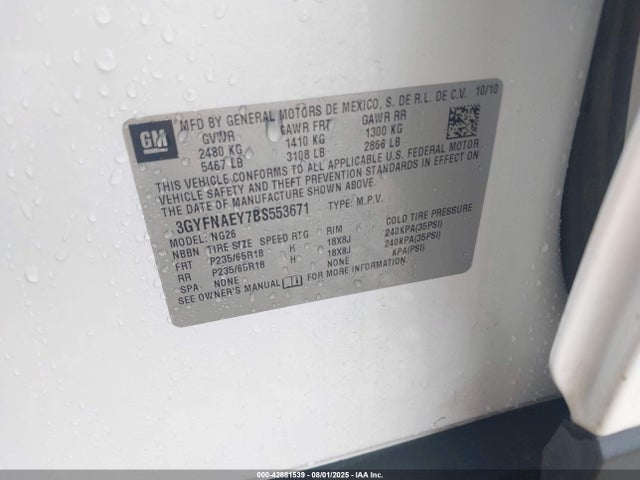 GM
MFD BY GENERAL MOTORS DE MEXICO, S. DE R.L. DE C.V. 10/10
GVWR GAWR FRT GAWR RR
2480 KG 1410 KG 1300 KG
5467 LB 3108 LB 2866 LB
THIS VEHICLE CONFORMS TO ALL APPLICABLE U.S. FEDERAL MOTOR
VEHICLE SAFETY AND THEFT PREVENTION STANDARDS IN EFFECT
ON THE DATE OF MANUFACTURE SHOWN ABOVE.
3GYFNAEY7BS553671 TYPE: M.P.V.
MODEL: NG26
TIRE SIZE SPEED RTG RIM COLD TIRE PRESSURE
FRT P235/65R18 H 18X8J 240KPA(35PSI)
RR P235/65R18 H 18X8J 240KPA(35PSI)
SPA NONE NONE KPA(PSI)
SEE OWNER'S MANUAL FOR MORE INFORMATION.
000-42881539 - 08/01/2025 - IAA Inc.